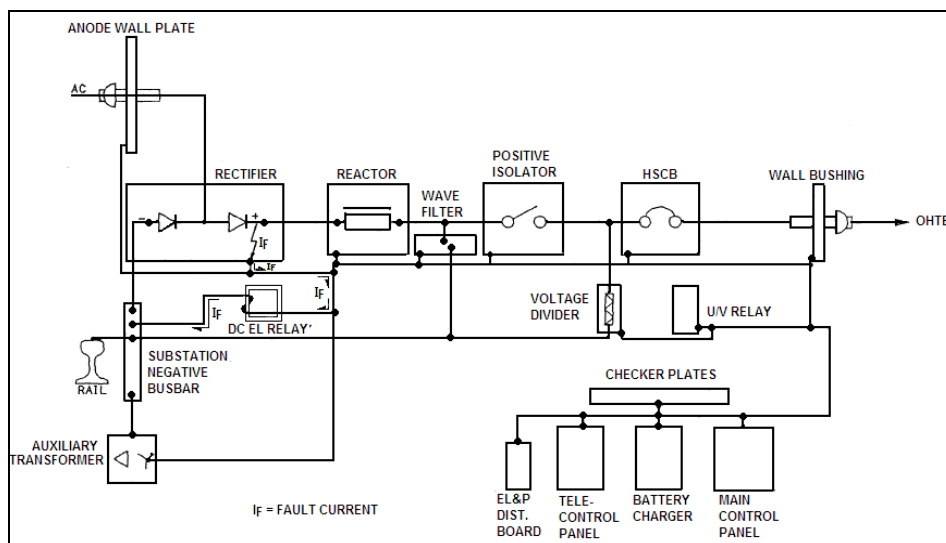 ANODE WALL PLATE
AC
RECTIFIER
REACTOR
WAVE
FILTER
POSITIVE
ISOLATOR
HSCB
WALL BUSHING
OHTE
-
+
IF
IF
IF
IF
DC EL RELAY'
VOLTAGE
DIVIDER
U/V RELAY
RAIL
SUBSTATION
NEGATIVE
BUSBAR
CHECKER PLATES
AUXILIARY
TRANSFORMER
IF = FAULT CURRENT
EL&P
DIST.
BOARD
TELE-
CONTROL
PANEL
BATTERY
CHARGER
MAIN
CONTROL
PANEL